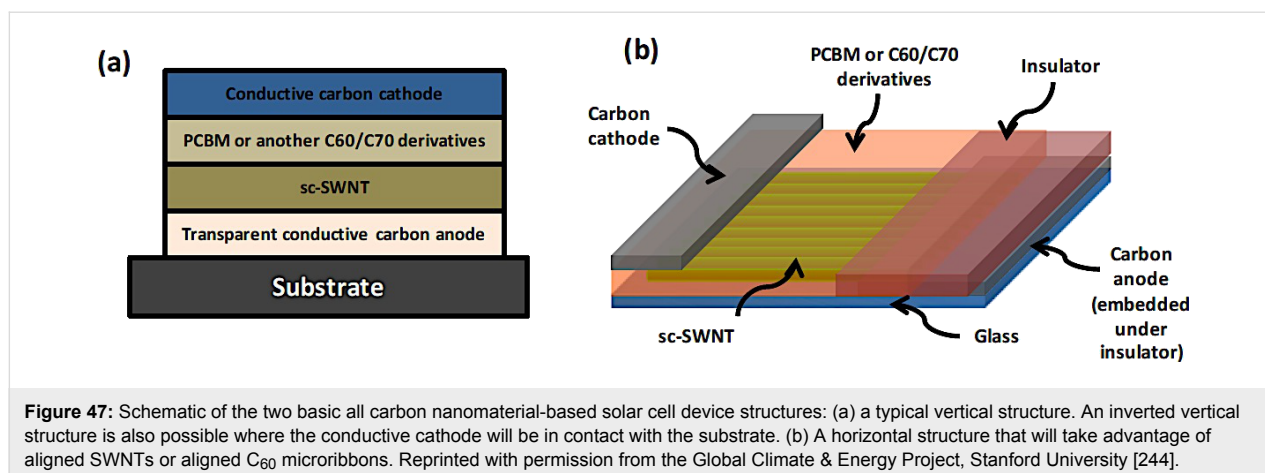 (a)
Conductive carbon cathode
PCBM or another C60/C70 derivatives
sc-SWNT
Transparent conductive carbon anode
Substrate
(b)
PCBM or C60/C70
derivatives
Insulator
Carbon
cathode
sc-SWNT
Glass
Carbon
anode
(embedded
under
insulator)
Figure 47: Schematic of the two basic all carbon nanomaterial-based solar cell device structures: (a) a typical vertical structure. An inverted vertical
structure is also possible where the conductive cathode will be in contact with the substrate. (b) A horizontal structure that will take advantage of
aligned SWNTs or aligned C60 microribbons. Reprinted with permission from the Global Climate & Energy Project, Stanford University [244].